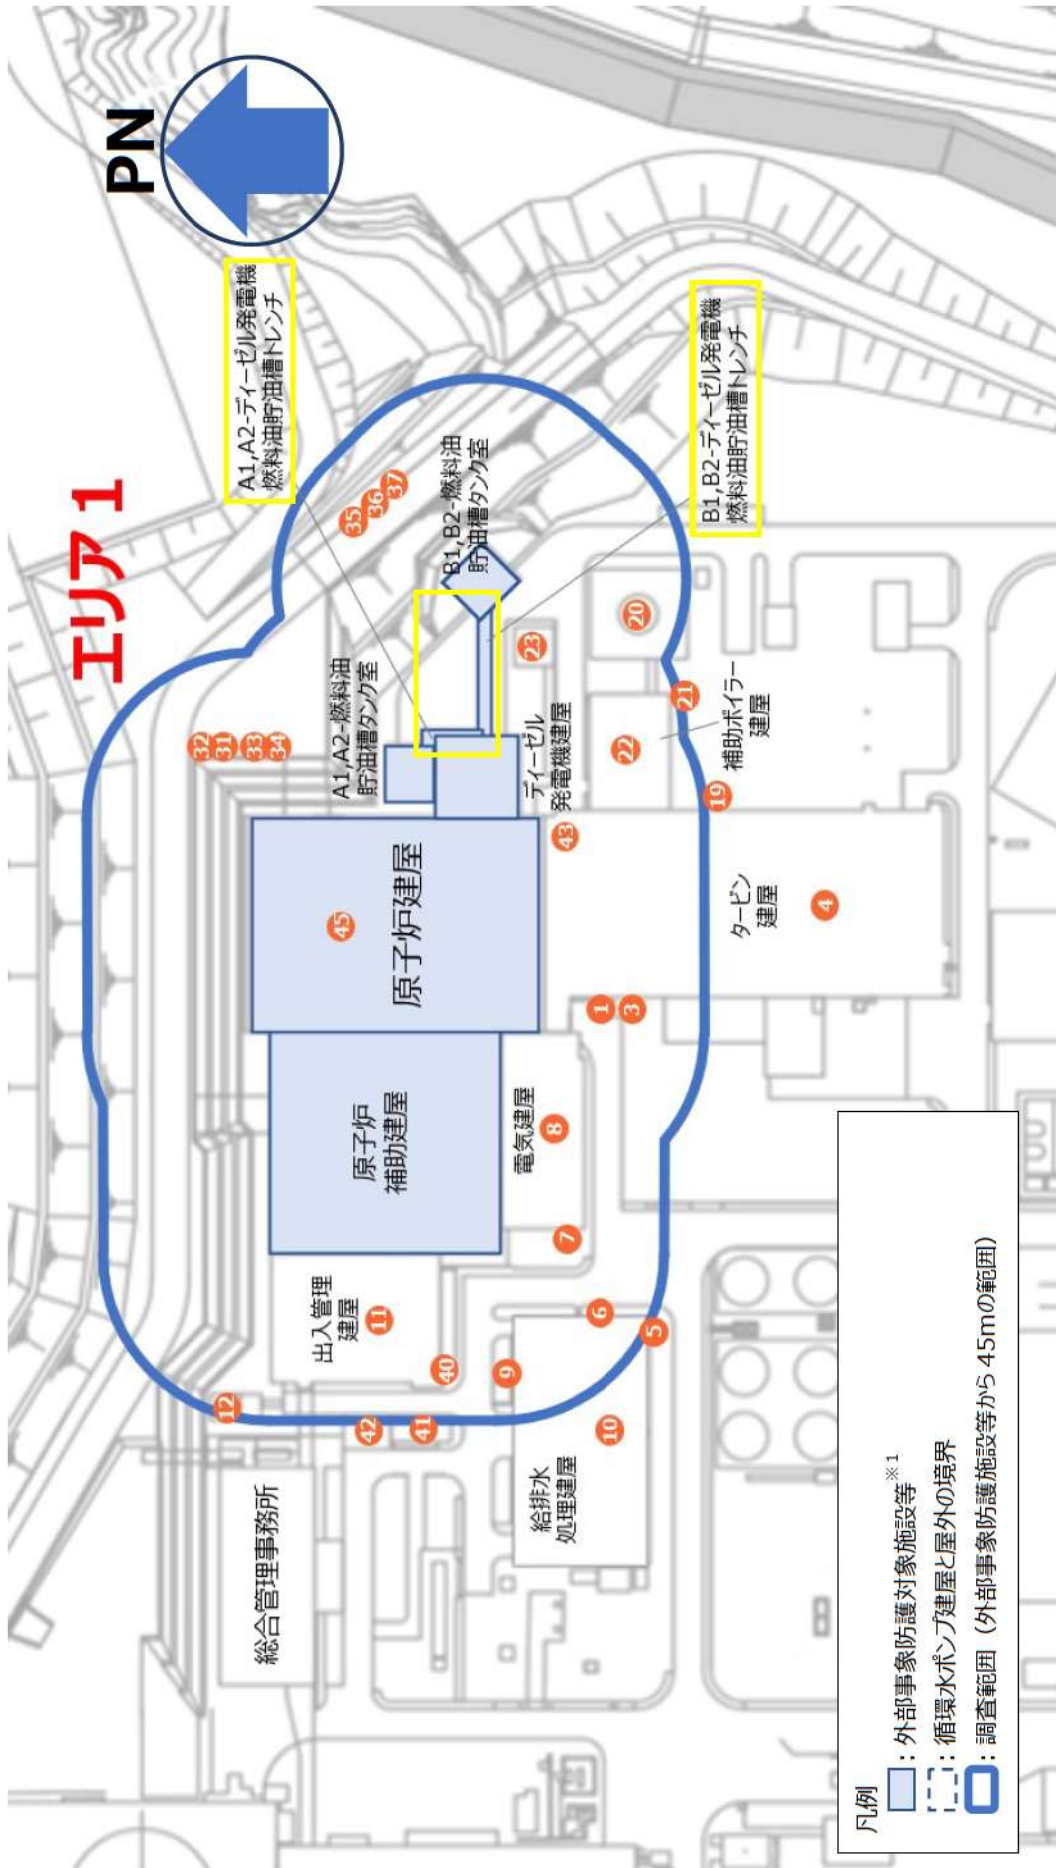 エリア1
PN
A1,A2-ディーゼル発電機
燃料油貯油槽トレンチ
35
36
37
B1,B2-燃料油
貯油槽タンク室
B1,B2-ディーゼル発電機
燃料油貯油槽トレンチ
32
31
33
34
A1,A2-燃料油
貯油槽タンク室
23
20
ディーゼル
発電機建屋
22
21
補助ボイラー
建屋
19
43
45
原子炉建屋
タービン
建屋
4
1
3
原子炉
補助建屋
電気建屋
8
7
出入管理
建屋
11
6
5
40
9
12
42
41
10
総合管理事務所
給排水
処理建屋
凡例
：外部事象防護対象施設等※1
：循環水ポンプ建屋と屋外の境界
：調査範囲（外部事象防護施設等から45mの範囲）